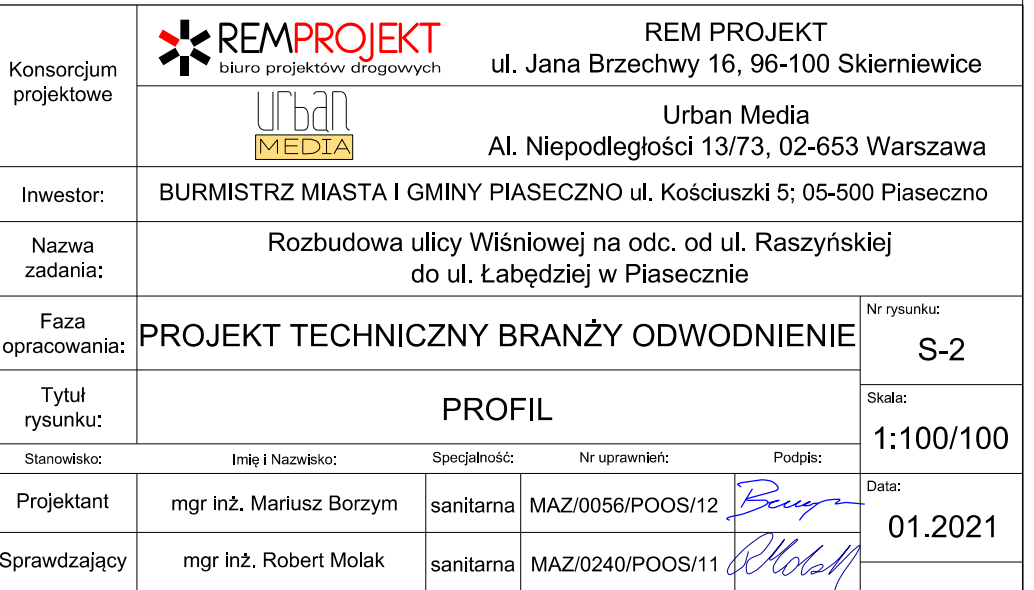 Konsorcjum
projektowe
REMPROJEKT
biuro projektów drogowych
REM PROJEKT
ul. Jana Brzechwy 16, 96-100 Skierniewice
urban
MEDIA
Urban Media
Al. Niepodległości 13/73, 02-653 Warszawa
Inwestor:
BURMISTRZ MIASTA I GMINY PIASECZNO ul. Kościuszki 5; 05-500 Piaseczno
Nazwa
zadania:
Rozbudowa ulicy Wiśniowej na odc. od ul. Raszyńskiej
do ul. Łabędziej w Piasecznie
Faza
opracowania:
PROJEKT TECHNICZNY BRANŻY ODWODNIENIE
Nr rysunku:
S-2
Tytuł
rysunku:
PROFIL
Skala:
1:100/100
Stanowisko:
Imię i Nazwisko:
Specjalność:
Nr uprawnień:
Podpis:
Projektant
mgr inż. Mariusz Borzym
sanitarna
MAZ/0056/POOS/12
Data:
01.2021
Sprawdzający
mgr inż. Robert Molak
sanitarna
MAZ/0240/POOS/11